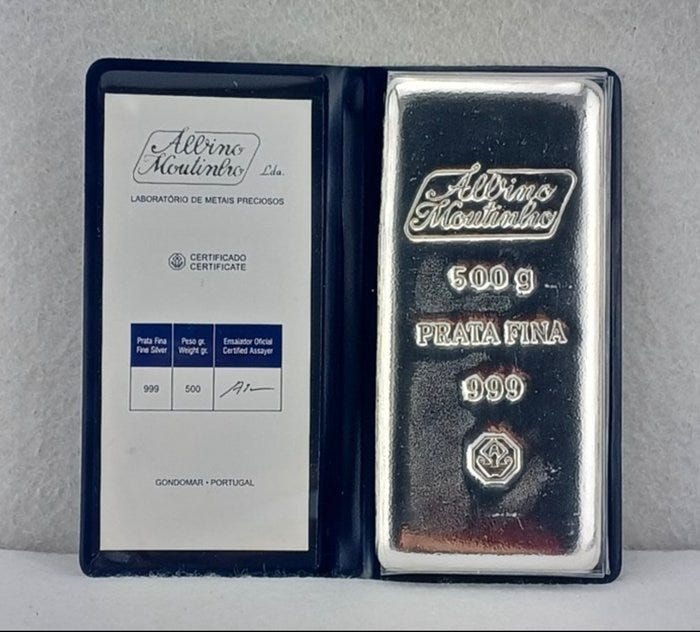 Albino
Moutinho Lda.
LABORATÓRIO DE METAIS PRECIOSOS
CERTIFICADO
CERTIFICATE
Prata Fina
Fine Silver
Peso gr.
Weight gr.
Ensaiador Oficial
Certified Assayer
999
500
GONDOMAR • PORTUGAL
Albino
Moutinho
500 g
PRATA FINA
999